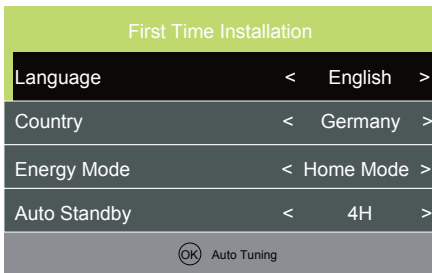 First Time Installation
Language < English >
Country < Germany >
Energy Mode < Home Mode >
Auto Standby < 4H >
OK Auto Tuning